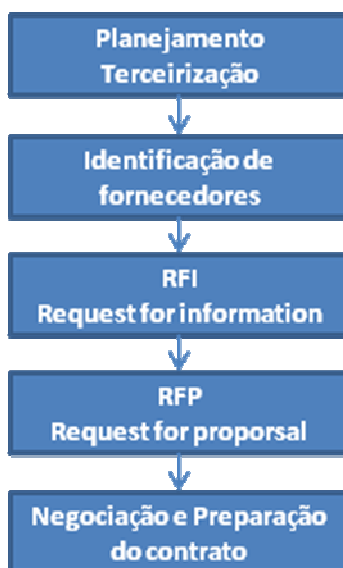 Planejamento
Terceirização
Identificação de
fornecedores
RFI
Request for information
RFP
Request for proporsal
Negociação e Preparação
do contrato